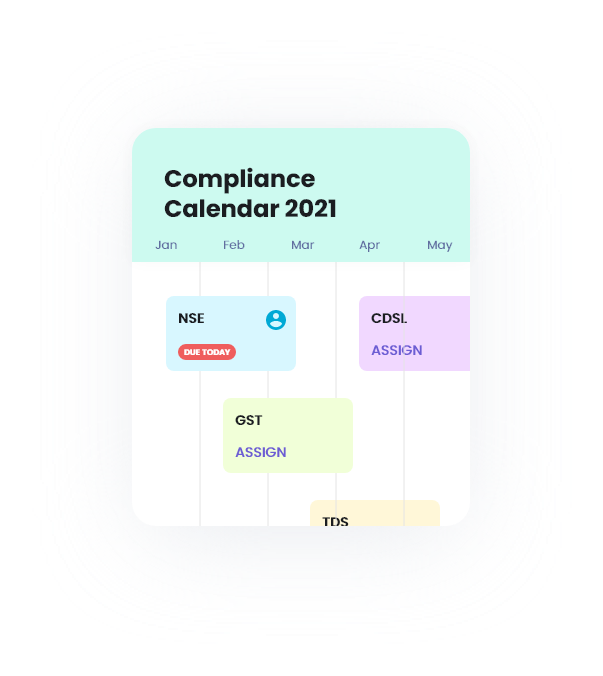 Compliance
Calendar 2021
Jan Feb Mar Apr May
NSE
DUE TODAY
CDSL
ASSIGN
GST
ASSIGN
TDS